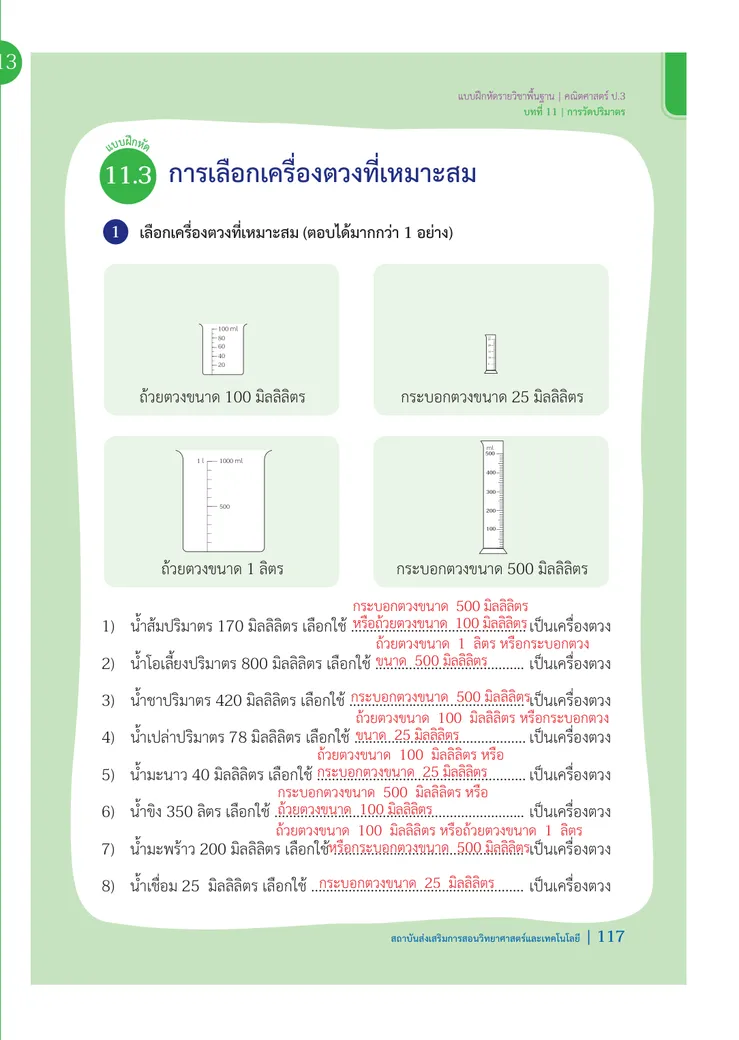 13
แบบฝึกหัดรายวิชาพื้นฐาน | คณิตศาสตร์ ป.3
บทที่ 11 | การวัดปริมาตร
แบบฝึกหัด
11.3 การเลือกเครื่องตวงที่เหมาะสม
1 เลือกเครื่องตวงที่เหมาะสม (ตอบได้มากกว่า 1 อย่าง)
100 ml
80
60
40
20
ถ้วยตวงขนาด 100 มิลลิลิตร
กระบอกตวงขนาด 25 มิลลิลิตร
1 l 1000 ml
500
ถ้วยตวงขนาด 1 ลิตร
ml
500
400
300
200
100
กระบอกตวงขนาด 500 มิลลิลิตร
กระบอกตวงขนาด 500 มิลลิลิตร
1) น้ำส้มปริมาตร 170 มิลลิลิตร เลือกใช้ หรือถ้วยตวงขนาด 100 มิลลิลิตร เป็นเครื่องตวง
ถ้วยตวงขนาด 1 ลิตร หรือกระบอกตวง
2) น้ำโอเลี้ยงปริมาตร 800 มิลลิลิตร เลือกใช้ ขนาด 500 มิลลิลิตร เป็นเครื่องตวง
3) น้ำชาปริมาตร 420 มิลลิลิตร เลือกใช้ กระบอกตวงขนาด 500 มิลลิลิตร เป็นเครื่องตวง
ถ้วยตวงขนาด 100 มิลลิลิตร หรือกระบอกตวง
4) น้ำเปล่าปริมาตร 78 มิลลิลิตร เลือกใช้ ขนาด 25 มิลลิลิตร เป็นเครื่องตวง
ถ้วยตวงขนาด 100 มิลลิลิตร หรือ
5) น้ำมะนาว 40 มิลลิลิตร เลือกใช้ กระบอกตวงขนาด 25 มิลลิลิตร เป็นเครื่องตวง
กระบอกตวงขนาด 500 มิลลิลิตร หรือ
6) น้ำขิง 350 ลิตร เลือกใช้ ถ้วยตวงขนาด 100 มิลลิลิตร เป็นเครื่องตวง
ถ้วยตวงขนาด 100 มิลลิลิตร หรือถ้วยตวงขนาด 1 ลิตร
7) น้ำมะพร้าว 200 มิลลิลิตร เลือกใช้ หรือกระบอกตวงขนาด 500 มิลลิลิตร เป็นเครื่องตวง
8) น้ำเชื่อม 25 มิลลิลิตร เลือกใช้ กระบอกตวงขนาด 25 มิลลิลิตร เป็นเครื่องตวง
สถาบันส่งเสริมการสอนวิทยาศาสตร์และเทคโนโลยี | 117